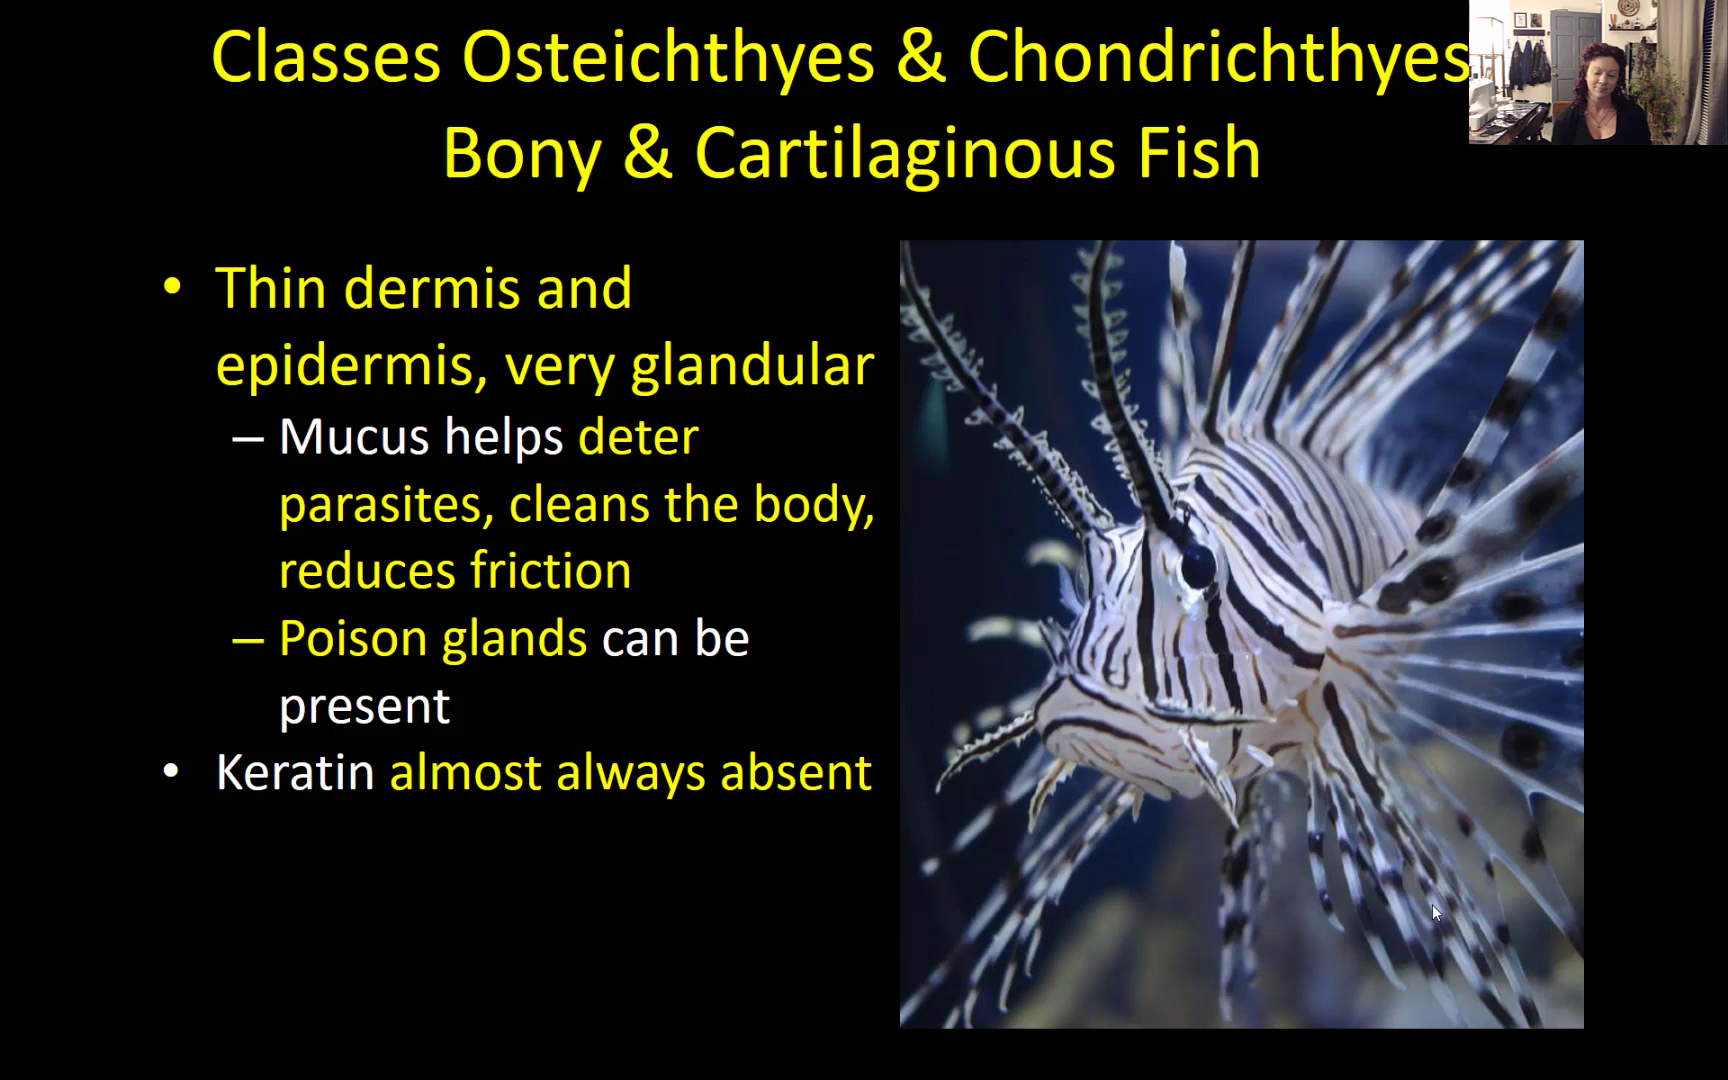 Classes Osteichthyes & Chondrichthyes
Bony & Cartilaginous Fish
• Thin dermis and
epidermis, very glandular
– Mucus helps deter
parasites, cleans the body,
reduces friction
– Poison glands can be
present
• Keratin almost always absent